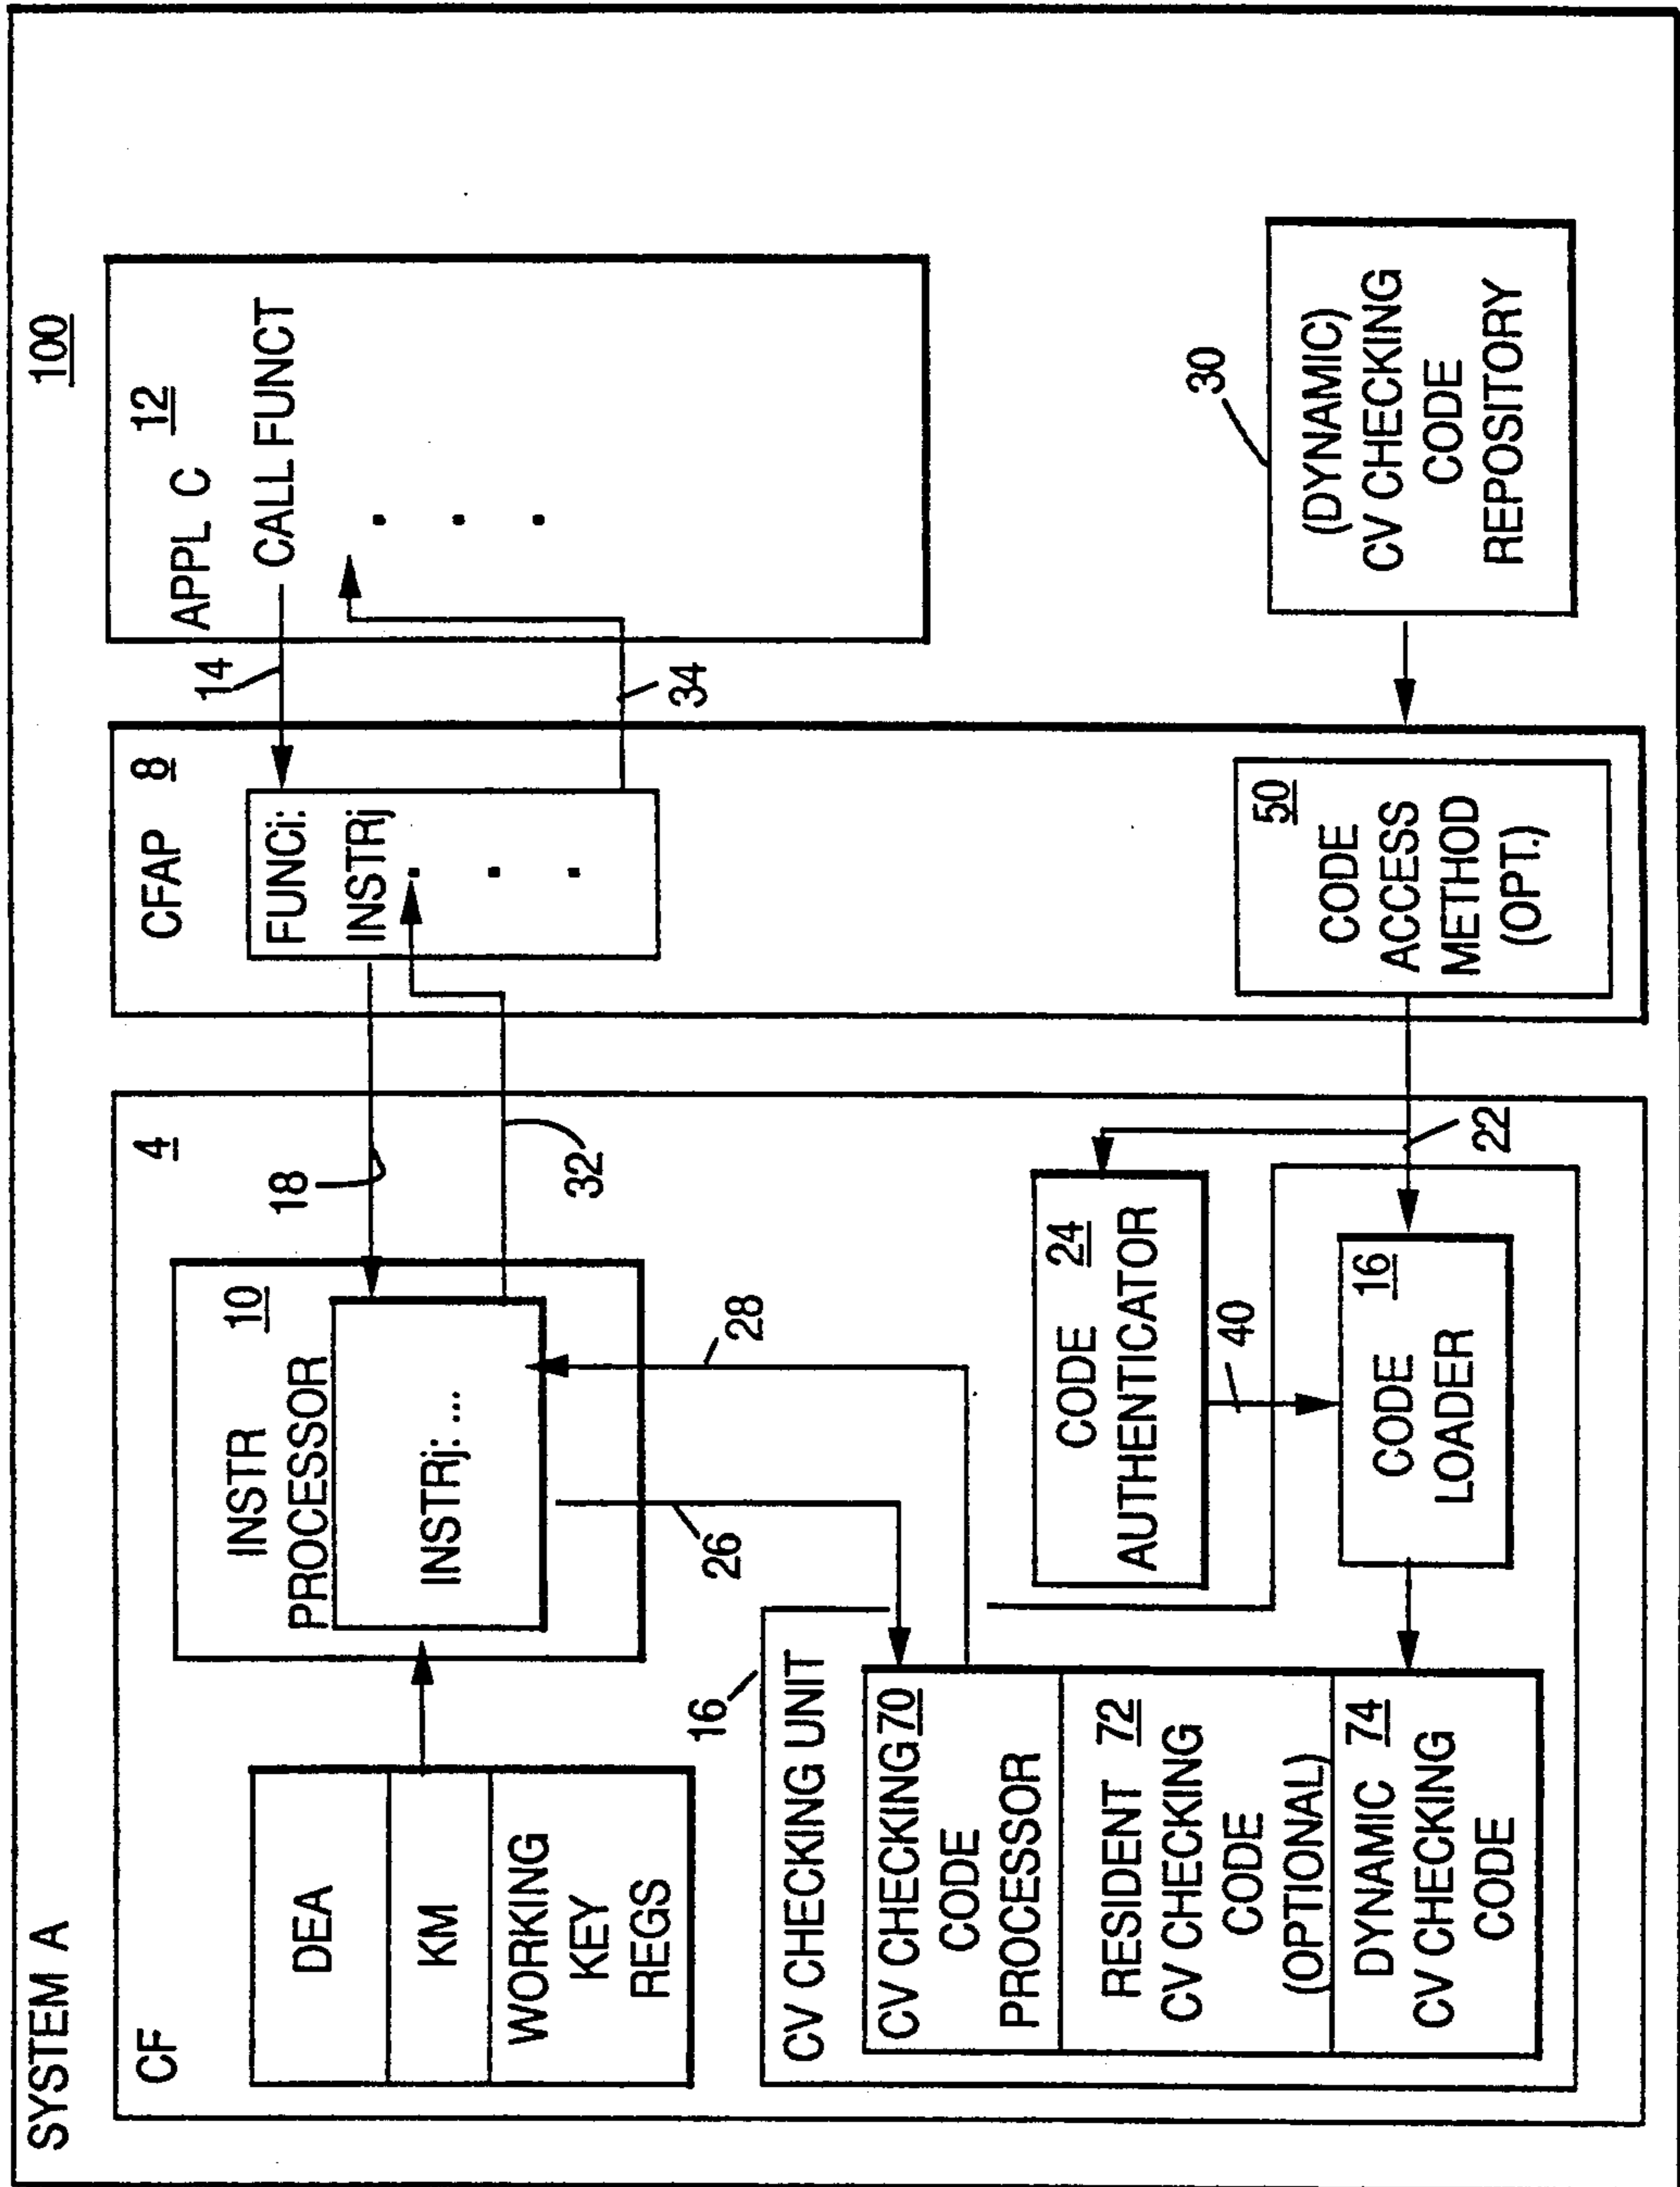 SYSTEM A
100
CF
4
DEA
KM
WORKING
KEY
REGS
INSTR
PROCESSOR
10
INSTRj: ...
18
32
26
28
CV CHECKING UNIT
16
CV CHECKING 70
CODE
PROCESSOR
RESIDENT 72
CV CHECKING
CODE
(OPTIONAL)
DYNAMIC 74
CV CHECKING
CODE
CODE 24
AUTHENTICATOR
40
CODE 16
LOADER
22
CFAP 8
FUNCi:
INSTRj
.
.
.
50
CODE
ACCESS
METHOD
(OPT.)
14
34
APPL C 12
CALL FUNCT
.
.
.
30
(DYNAMIC)
CV CHECKING
CODE
REPOSITORY